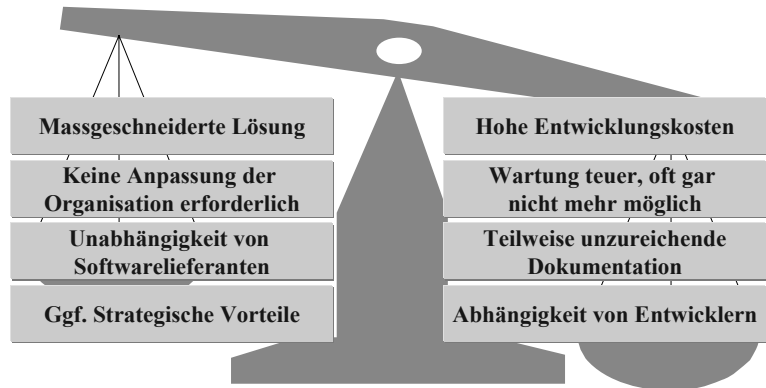 Massgeschneiderte Lösung
Keine Anpassung der
Organisation erforderlich
Unabhängigkeit von
Softwarelieferanten
Ggf. Strategische Vorteile
Hohe Entwicklungskosten
Wartung teuer, oft gar
nicht mehr möglich
Teilweise unzureichende
Dokumentation
Abhängigkeit von Entwicklern